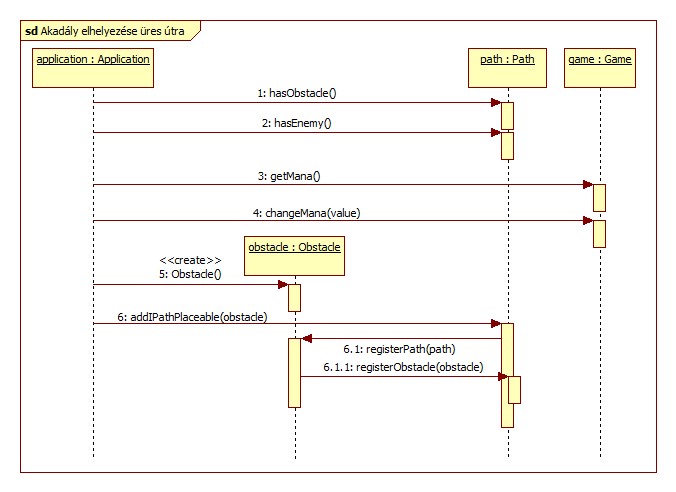 sd Akadály elhelyezése üres útra
application : Application
path : Path
game : Game
1: hasObstacle()
2: hasEnemy()
3: getMana()
4: changeMana(value)
obstacle : Obstacle
<<create>>
5: Obstacle()
6: addIPathPlaceable(obstacle)
6.1: registerPath(path)
6.1.1: registerObstacle(obstacle)